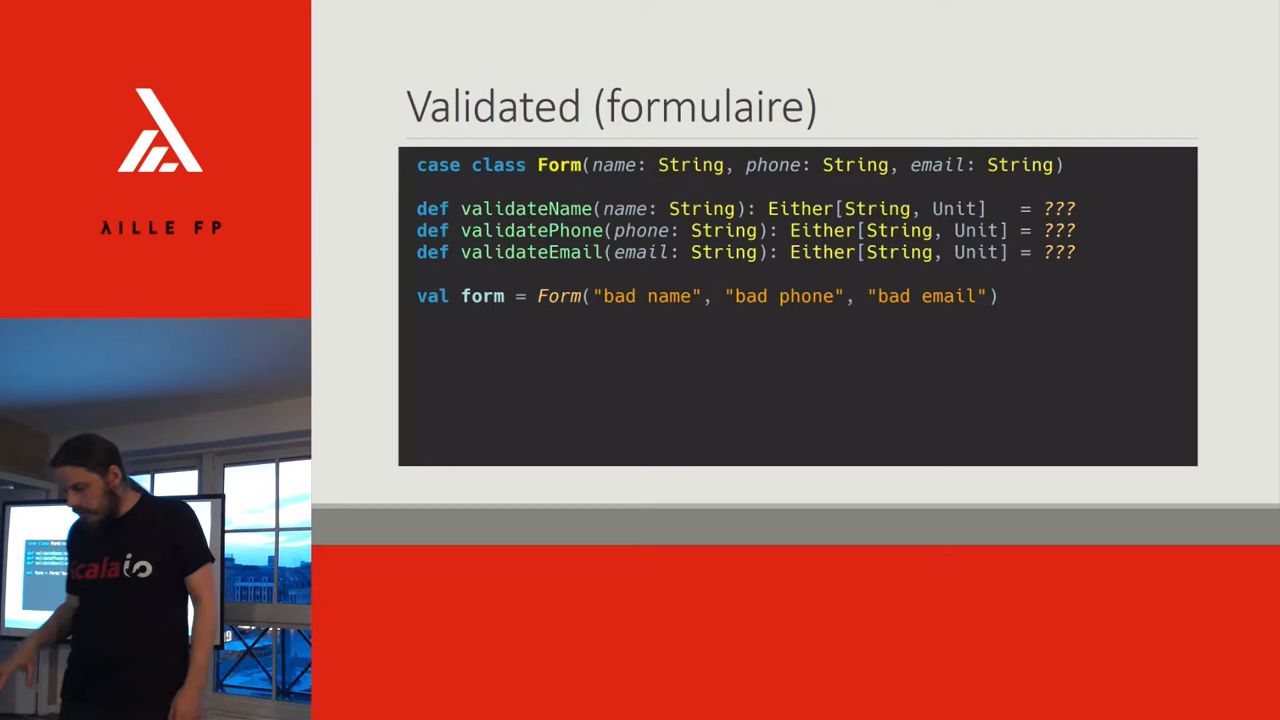 λILLE FP
Validated (formulaire)
case class Form(name: String, phone: String, email: String)
def validateName(name: String): Either[String, Unit]   = ???
def validatePhone(phone: String): Either[String, Unit] = ???
def validateEmail(email: String): Either[String, Unit] = ???
val form = Form("bad name", "bad phone", "bad email")
scala io